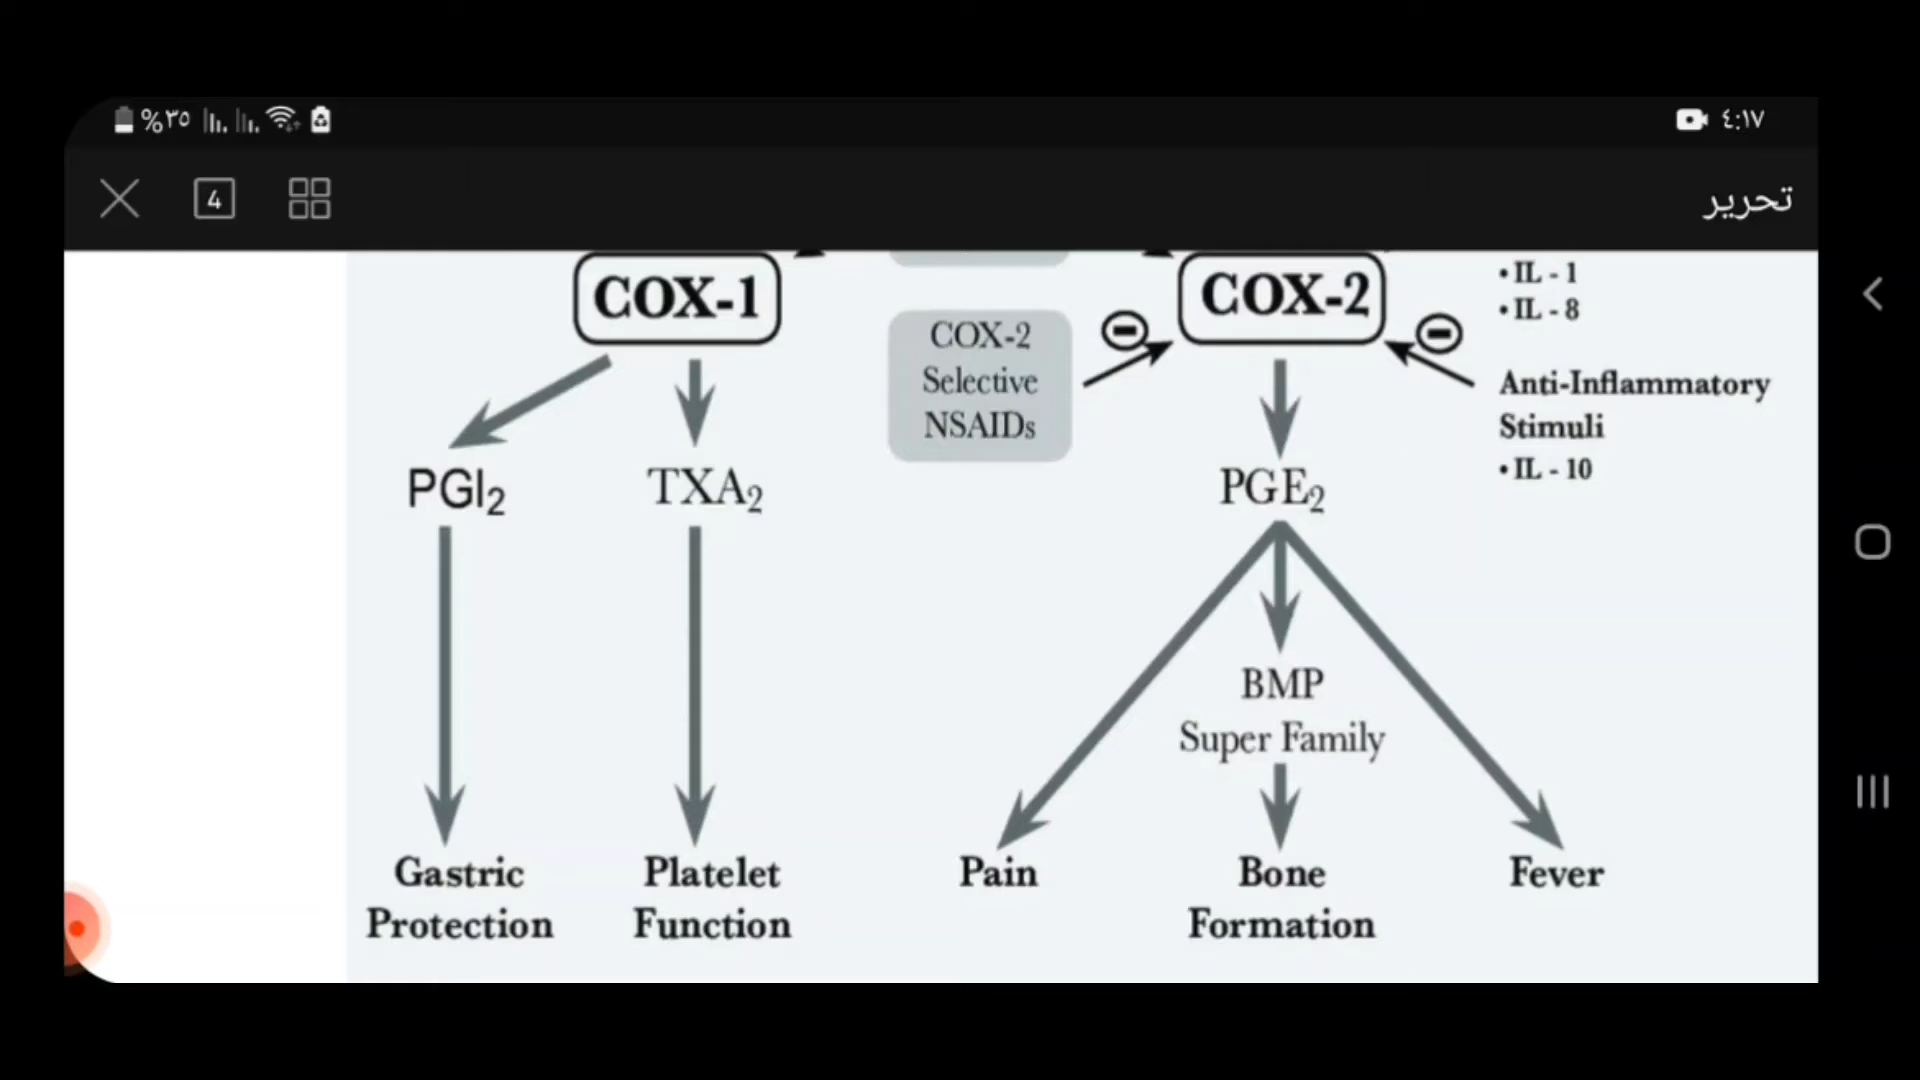 %٣٥
٤:١٧
4
تحرير
COX-1
COX-2
• IL - 1
• IL - 8
COX-2
Selective
NSAIDs
Anti-Inflammatory
Stimuli
• IL - 10
PGI₂
TXA₂
PGE₂
BMP
Super Family
Gastric
Protection
Platelet
Function
Pain
Bone
Formation
Fever